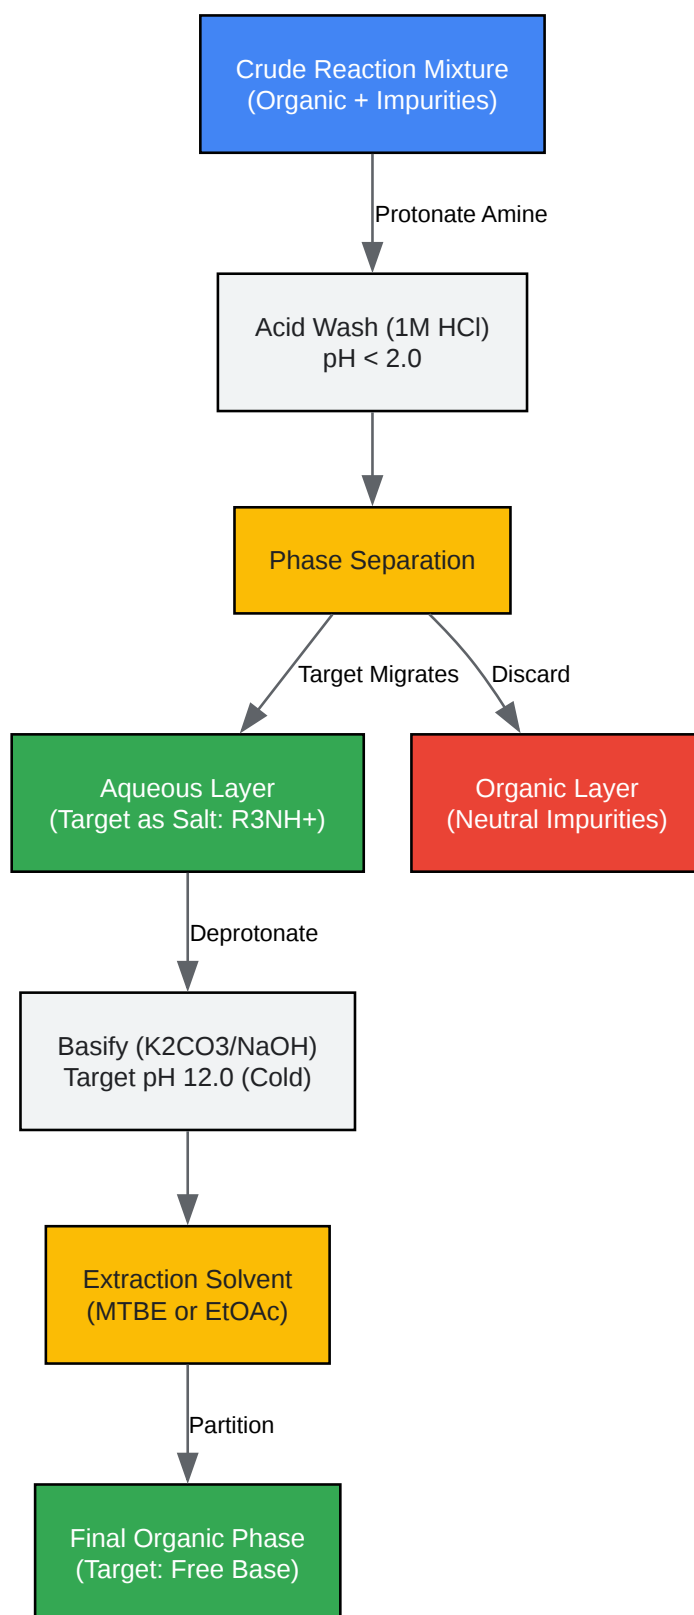 Crude Reaction Mixture
(Organic + Impurities)
Protonate Amine
Acid Wash (1M HCl)
pH < 2.0
Phase Separation
Target Migrates
Discard
Aqueous Layer
(Target as Salt: R3NH+)
Organic Layer
(Neutral Impurities)
Deprotonate
Basify (K2CO3/NaOH)
Target pH 12.0 (Cold)
Extraction Solvent
(MTBE or EtOAc)
Partition
Final Organic Phase
(Target: Free Base)